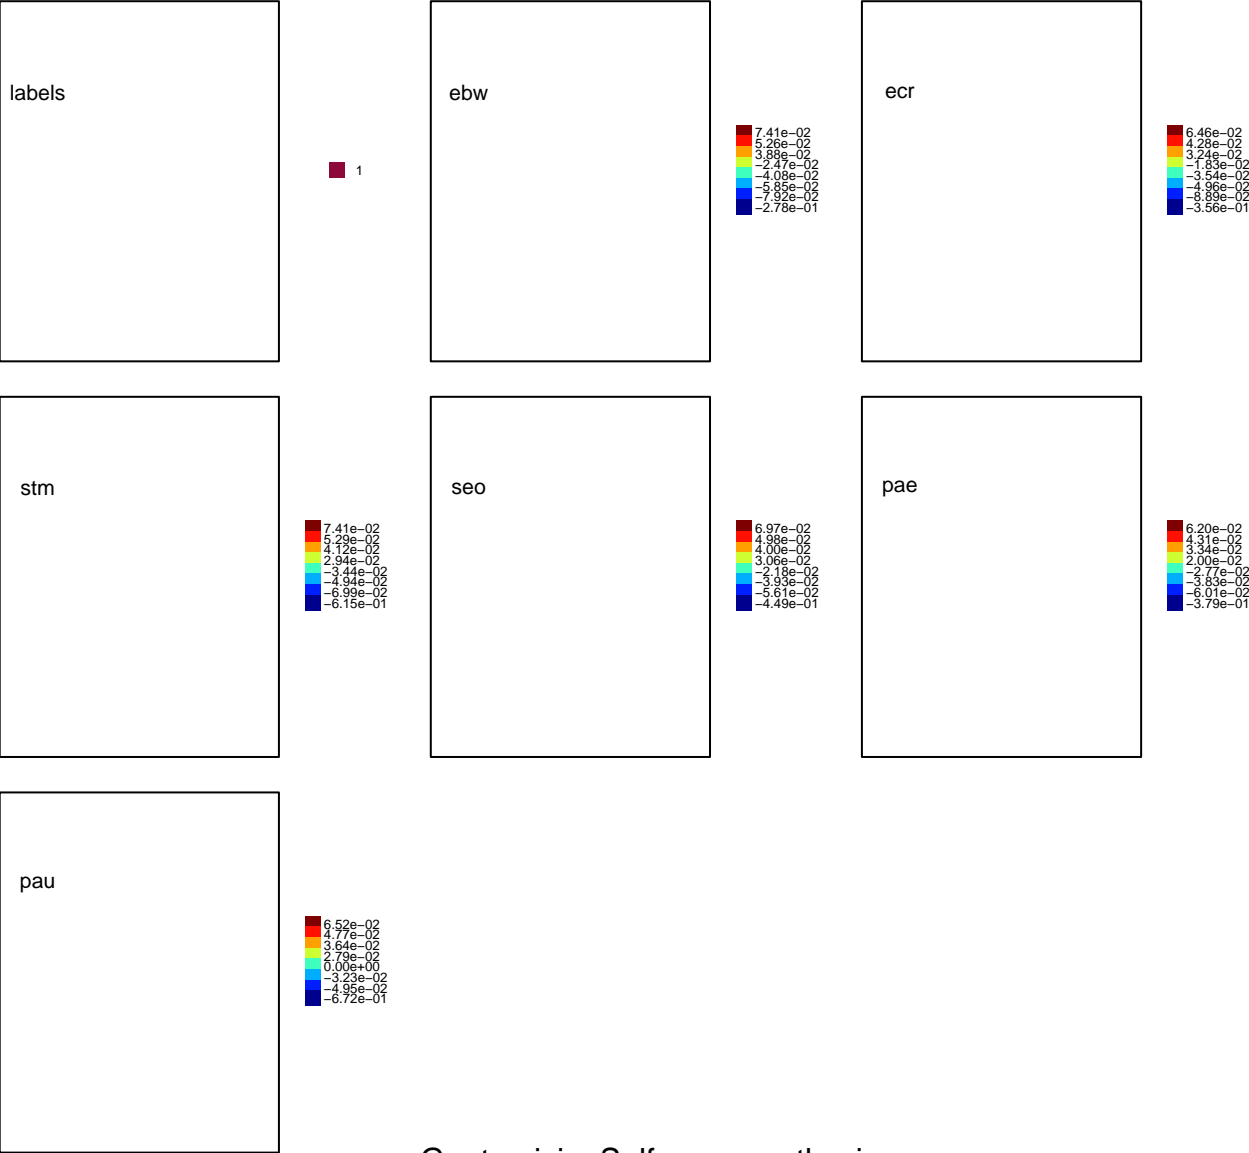 labels
1
ebw
7.41e−02
5.26e−02
3.88e−02
−2.47e−02
−4.08e−02
−5.85e−02
−7.92e−02
−2.78e−01
ecr
6.46e−02
4.28e−02
3.24e−02
−1.83e−02
−3.54e−02
−4.96e−02
−8.89e−02
−3.56e−01
stm
7.41e−02
5.29e−02
4.12e−02
2.94e−02
−3.44e−02
−4.94e−02
−6.99e−02
−6.15e−01
seo
6.97e−02
4.98e−02
4.00e−02
3.06e−02
−2.18e−02
−3.93e−02
−5.61e−02
−4.49e−01
pae
6.20e−02
4.31e−02
3.34e−02
2.00e−02
−2.77e−02
−3.83e−02
−6.01e−02
−3.79e−01
pau
6.52e−02
4.77e−02
3.64e−02
2.79e−02
0.00e+00
−3.23e−02
−4.95e−02
−6.72e−01